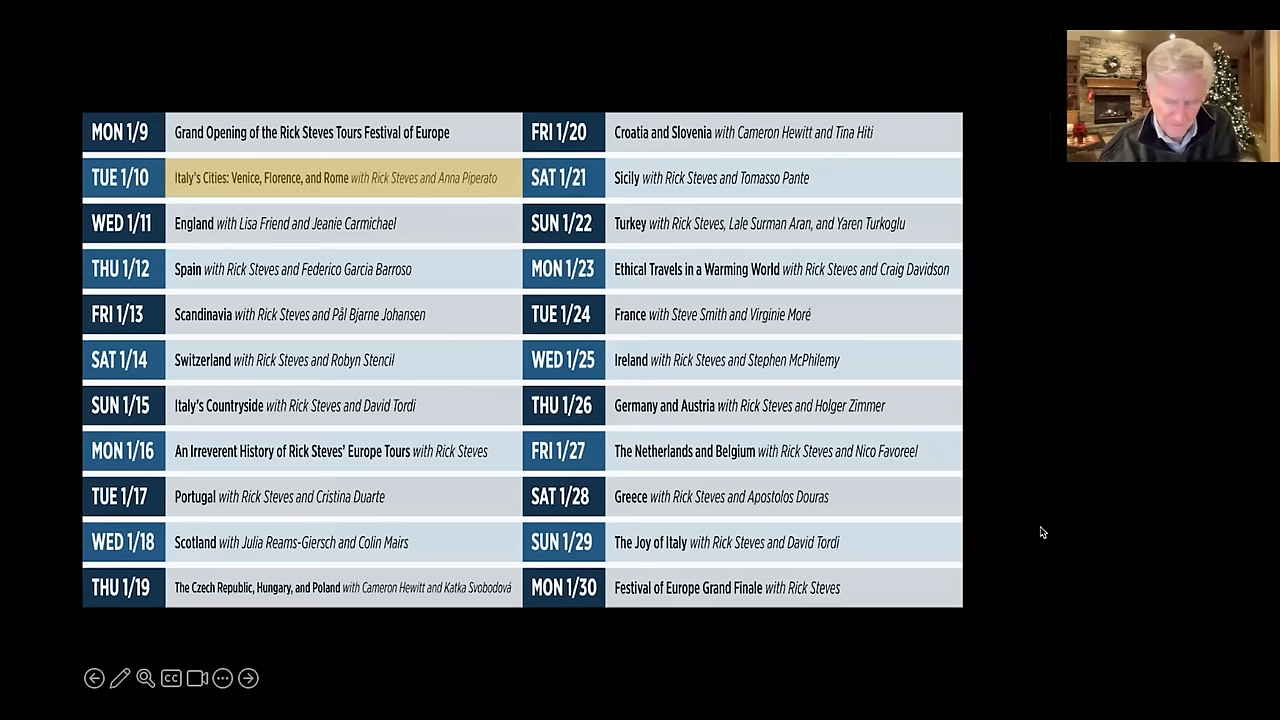 MON 1/9 Grand Opening of the Rick Steves Tours Festival of Europe
TUE 1/10 Italy's Cities: Venice, Florence, and Rome with Rick Steves and Anna Piperato
WED 1/11 England with Lisa Friend and Jeanie Carmichael
THU 1/12 Spain with Rick Steves and Federico Garcia Barroso
FRI 1/13 Scandinavia with Rick Steves and Pål Bjarne Johansen
SAT 1/14 Switzerland with Rick Steves and Robyn Stencil
SUN 1/15 Italy's Countryside with Rick Steves and David Tordi
MON 1/16 An Irreverent History of Rick Steves' Europe Tours with Rick Steves
TUE 1/17 Portugal with Rick Steves and Cristina Duarte
WED 1/18 Scotland with Julia Reams-Giersch and Colin Mairs
THU 1/19 The Czech Republic, Hungary, and Poland with Cameron Hewitt and Katka Svobodová
FRI 1/20 Croatia and Slovenia with Cameron Hewitt and Tina Hiti
SAT 1/21 Sicily with Rick Steves and Tomasso Pante
SUN 1/22 Turkey with Rick Steves, Lale Surman Aran, and Yaren Turkoglu
MON 1/23 Ethical Travels in a Warming World with Rick Steves and Craig Davidson
TUE 1/24 France with Steve Smith and Virginie Moré
WED 1/25 Ireland with Rick Steves and Stephen McPhilemy
THU 1/26 Germany and Austria with Rick Steves and Holger Zimmer
FRI 1/27 The Netherlands and Belgium with Rick Steves and Nico Favoreel
SAT 1/28 Greece with Rick Steves and Apostolos Douras
SUN 1/29 The Joy of Italy with Rick Steves and David Tordi
MON 1/30 Festival of Europe Grand Finale with Rick Steves
CC